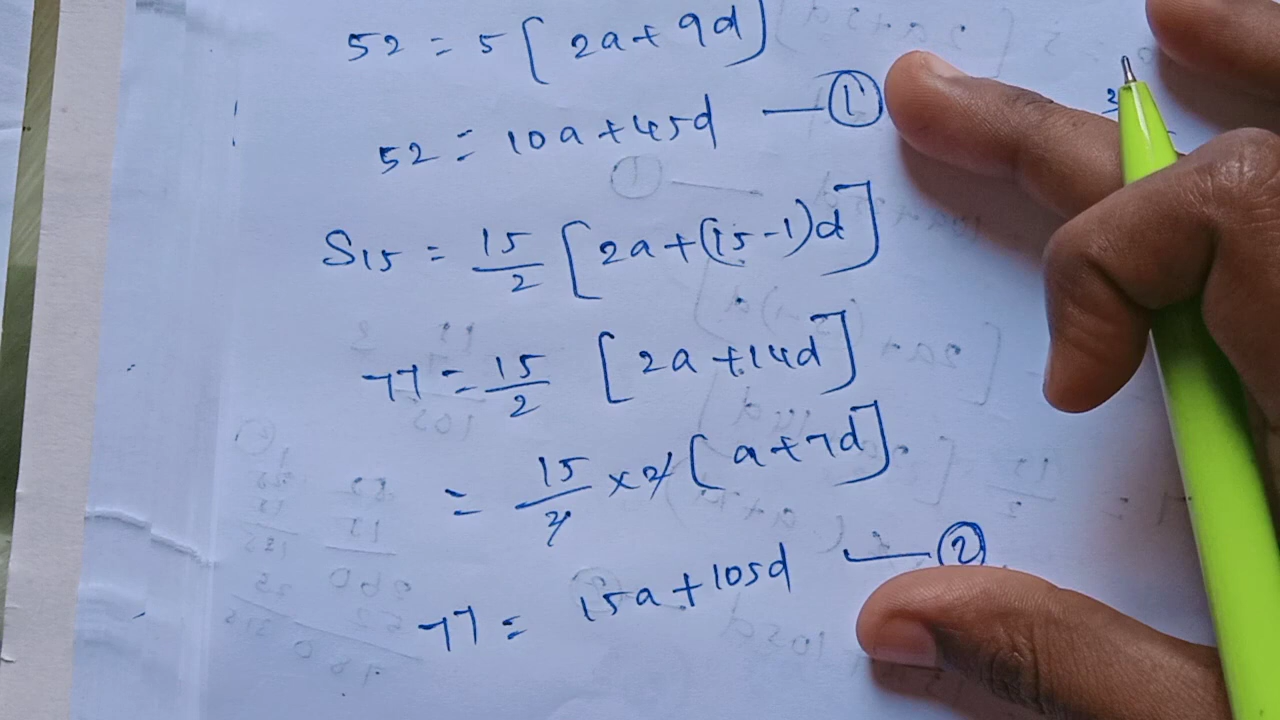 52 = 5 [ 2a + 9d ]
52 = 10a + 45d — ①
S15 = 15/2 [ 2a + (15-1)d ]
77 = 15/2 [ 2a + 14d ]
= 15/2 × 2 ( a + 7d ).
77 = 15a + 105d — ②